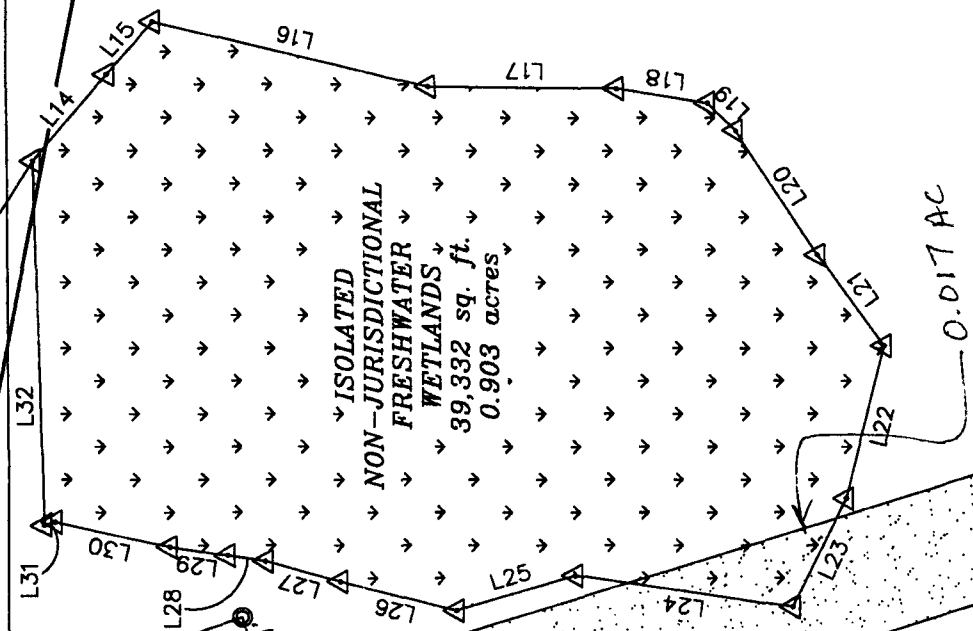 L14
L15
L16
L17
L18
L19
L20
L21
L22
L23
L24
L25
L26
L27
L28
L29
L30
L31
L32
ISOLATED
NON-JURISDICTIONAL
FRESHWATER
WETLANDS
39,332 sq. ft.
0.903 acres
0.017 AC